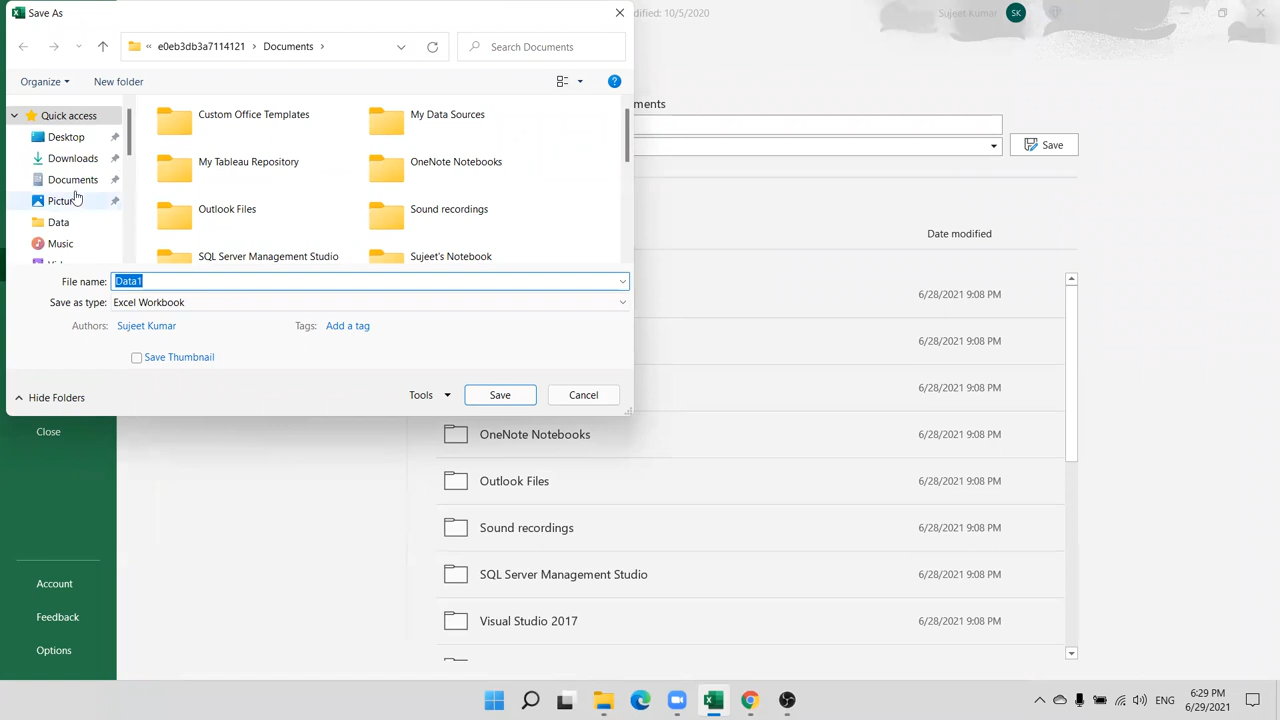 Save As
dified: 10/5/2020
Sujeet Kumar
SK
« e0eb3db3a7114121 > Documents >
Search Documents
Organize
New folder
?
Quick access
Desktop
Downloads
Documents
Data
Music
Custom Office Templates
My Data Sources
My Tableau Repository
OneNote Notebooks
Outlook Files
Sound recordings
SQL Server Management Studio
Sujeet's Notebook
File name: Data1
Save as type: Excel Workbook
Authors: Sujeet Kumar
Tags: Add a tag
Save Thumbnail
Hide Folders
Tools
Save
Cancel
ments
Save
Date modified
6/28/2021 9:08 PM
6/28/2021 9:08 PM
6/28/2021 9:08 PM
OneNote Notebooks 6/28/2021 9:08 PM
Outlook Files 6/28/2021 9:08 PM
Sound recordings 6/28/2021 9:08 PM
SQL Server Management Studio 6/28/2021 9:08 PM
Visual Studio 2017 6/28/2021 9:08 PM
Close
Account
Feedback
Options
ENG
6:29 PM
6/29/2021